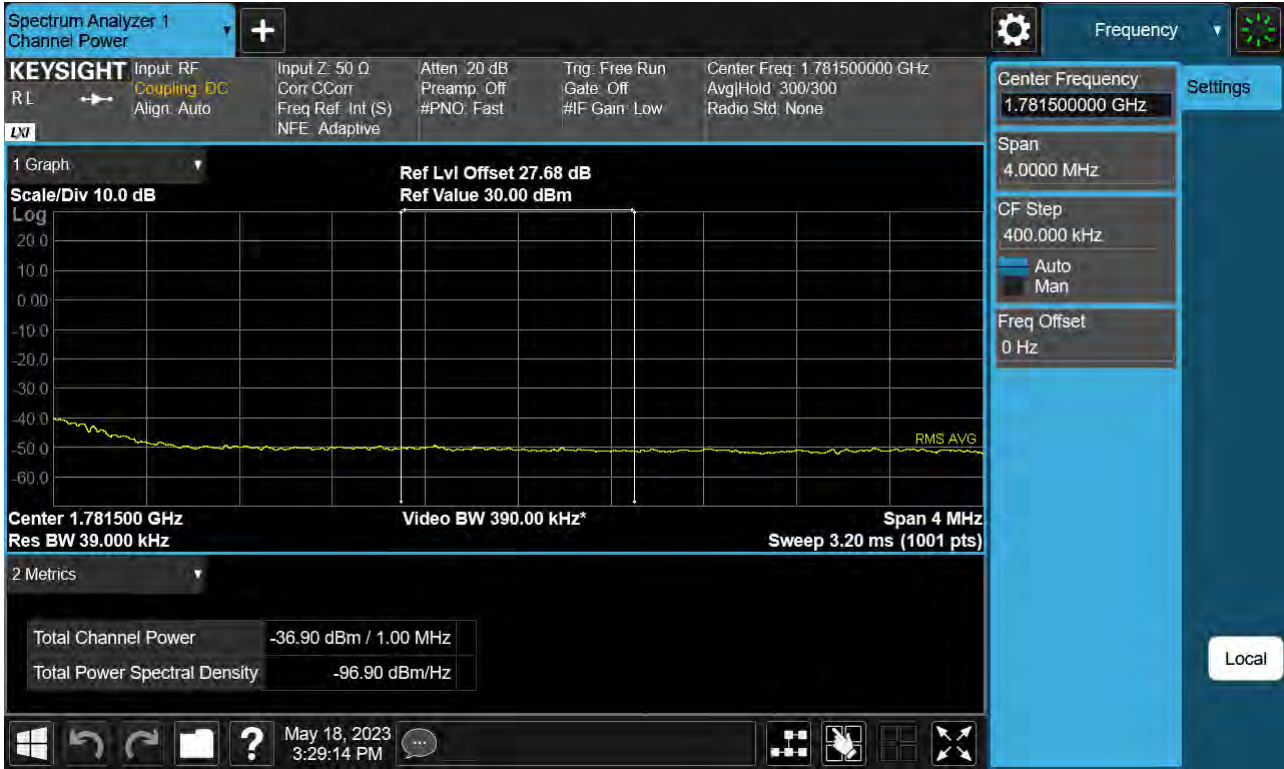 Spectrum Analyzer 1
Channel Power
+
Frequency
KEYSIGHT
R L
LXI
Input: RF
Coupling: DC
Align: Auto
Input Z: 50 Ω
Corr CCorr
Freq Ref: Int (S)
NFE: Adaptive
Atten: 20 dB
Preamp: Off
#PNO: Fast
Trig: Free Run
Gate: Off
#IF Gain: Low
Center Freq: 1.781500000 GHz
Avg|Hold: 300/300
Radio Std: None
Center Frequency
1.781500000 GHz
Settings
Span
4.0000 MHz
CF Step
400.000 kHz
Auto
Man
Freq Offset
0 Hz
Local
1 Graph
Scale/Div 10.0 dB
Ref Lvl Offset 27.68 dB
Ref Value 30.00 dBm
Log
20.0
10.0
0.00
-10.0
-20.0
-30.0
-40.0
-50.0
-60.0
RMS AVG
Center 1.781500 GHz
Res BW 39.000 kHz
Video BW 390.00 kHz*
Span 4 MHz
Sweep 3.20 ms (1001 pts)
2 Metrics
Total Channel Power -36.90 dBm / 1.00 MHz
Total Power Spectral Density -96.90 dBm/Hz
?
May 18, 2023
3:29:14 PM